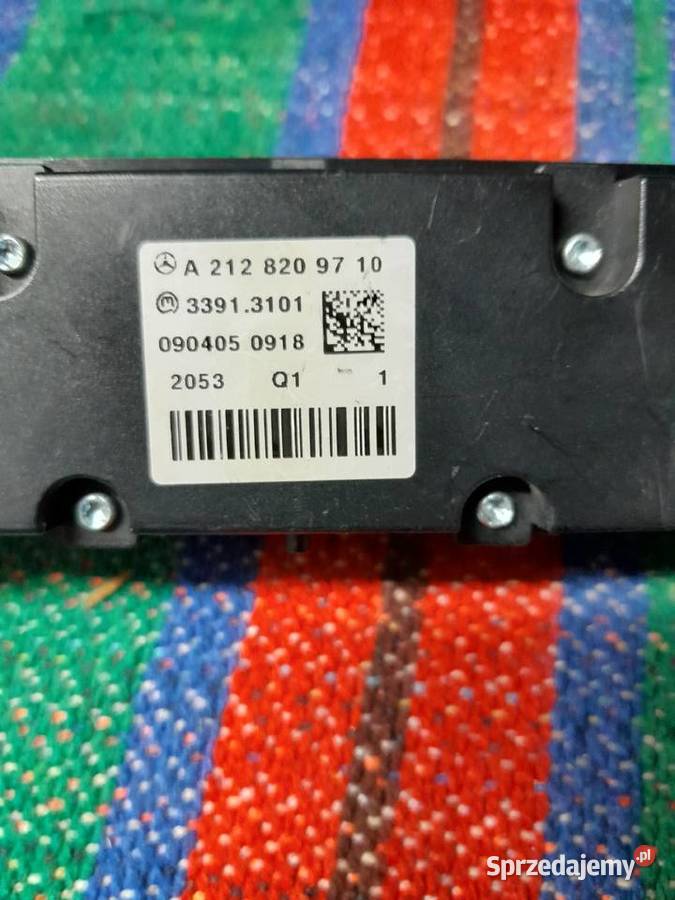 A 212 820 97 10
3391.3101
090405 0918
2053 Q1 1
Sprzedajemy.pl